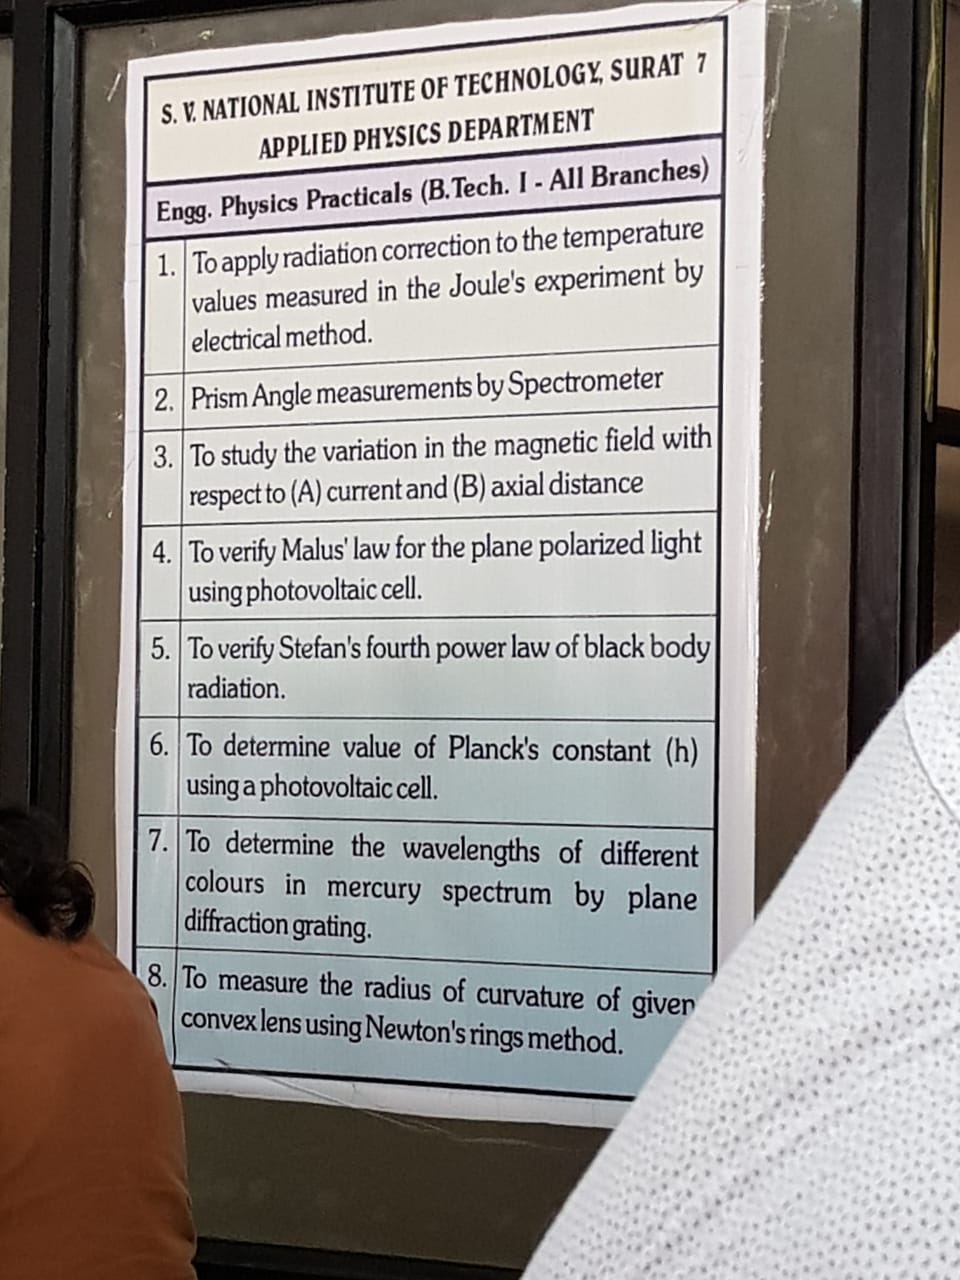 S. V. NATIONAL INSTITUTE OF TECHNOLOGY, SURAT 7
APPLIED PHYSICS DEPARTMENT
Engg. Physics Practicals (B.Tech. I - All Branches)
1. To apply radiation correction to the temperature
values measured in the Joule's experiment by
electrical method.
2. Prism Angle measurements by Spectrometer
3. To study the variation in the magnetic field with
respect to (A) current and (B) axial distance
4. To verify Malus' law for the plane polarized light
using photovoltaic cell.
5. To verify Stefan's fourth power law of black body
radiation.
6. To determine value of Planck's constant (h)
using a photovoltaic cell.
7. To determine the wavelengths of different
colours in mercury spectrum by plane
diffraction grating.
8. To measure the radius of curvature of given
convex lens using Newton's rings method.